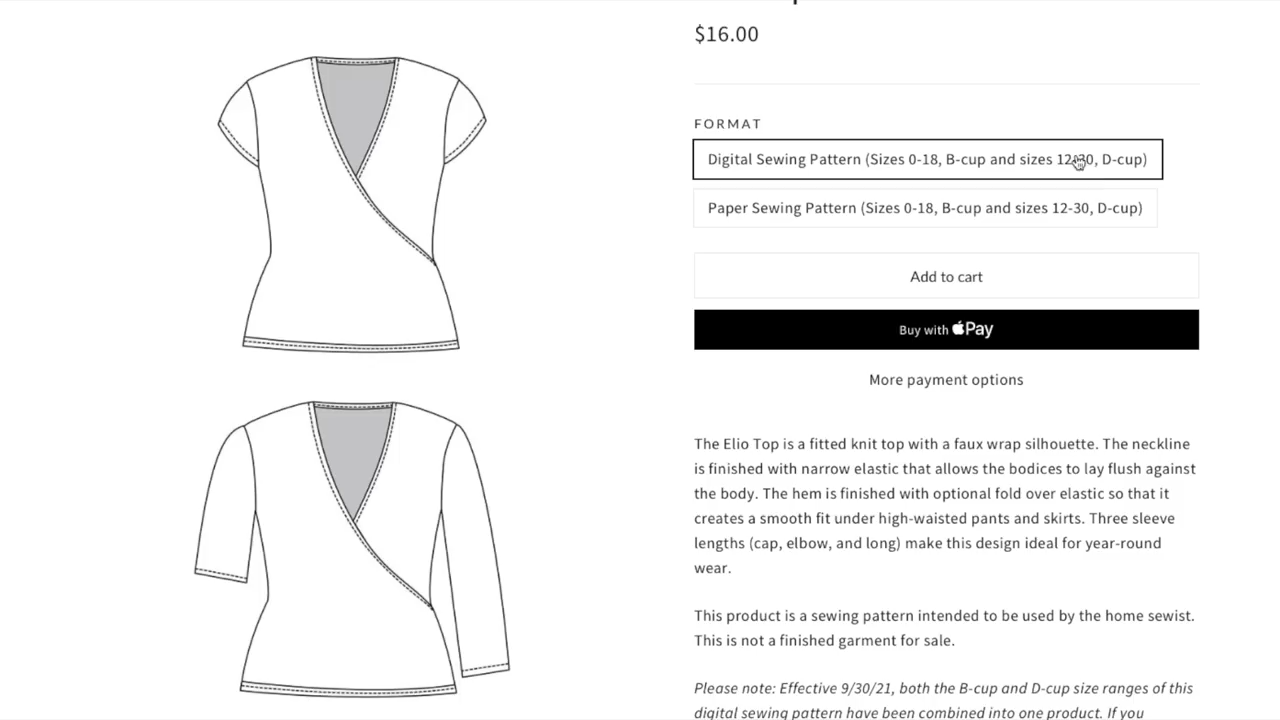 $16.00
FORMAT
Digital Sewing Pattern (Sizes 0-18, B-cup and sizes 12-30, D-cup)
Paper Sewing Pattern (Sizes 0-18, B-cup and sizes 12-30, D-cup)
Add to cart
Buy with Pay
More payment options
The Elio Top is a fitted knit top with a faux wrap silhouette. The neckline
is finished with narrow elastic that allows the bodices to lay flush against
the body. The hem is finished with optional fold over elastic so that it
creates a smooth fit under high-waisted pants and skirts. Three sleeve
lengths (cap, elbow, and long) make this design ideal for year-round
wear.
This product is a sewing pattern intended to be used by the home sewist.
This is not a finished garment for sale.
Please note: Effective 9/30/21, both the B-cup and D-cup size ranges of this
digital sewing pattern have been combined into one product. If you